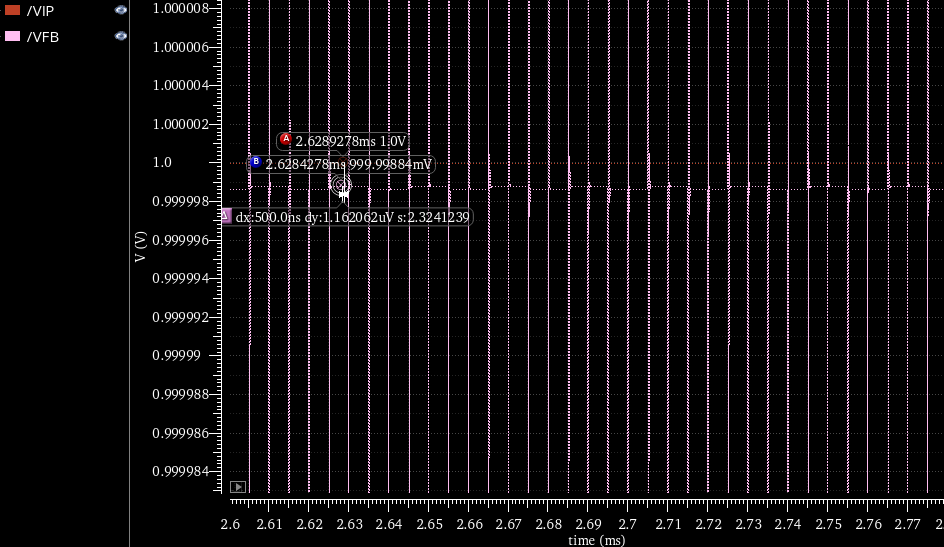 /VIP
/VFB
1.000008
1.000006
1.000004
1.000002
1.0
0.999998
0.999996
0.999994
0.999992
0.99999
0.999988
0.999986
0.999984
V (V)
A 2.6289278ms 1.0V
B 2.6284278ms 999.99884mV
dx:500.0ns dy:1.162062uV s:2.3241239
2.6 2.61 2.62 2.63 2.64 2.65 2.66 2.67 2.68 2.69 2.7 2.71 2.72 2.73 2.74 2.75 2.76 2.77
time (ms)